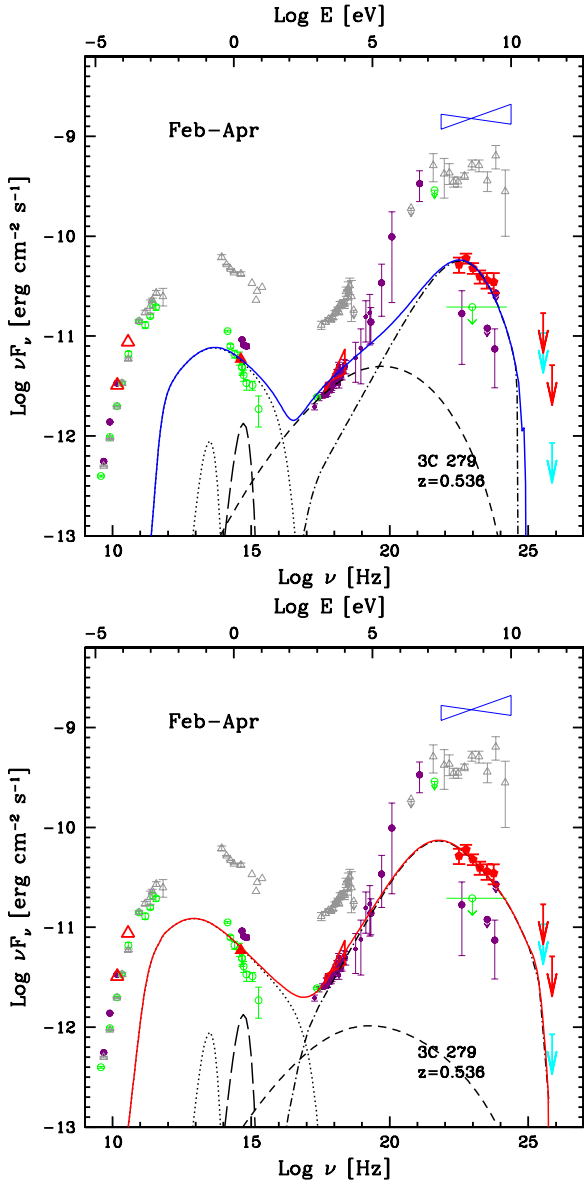 Log E [eV]
−5 0 5 10
Feb−Apr
−9
−10
−11
−12
−13
Log νFν [erg cm−2 s−1]
3C 279
z=0.536
10 15 20 25
Log ν [Hz]
Log E [eV]
−5 0 5 10
Feb−Apr
−9
−10
−11
−12
−13
Log νFν [erg cm−2 s−1]
3C 279
z=0.536
10 15 20 25
Log ν [Hz]